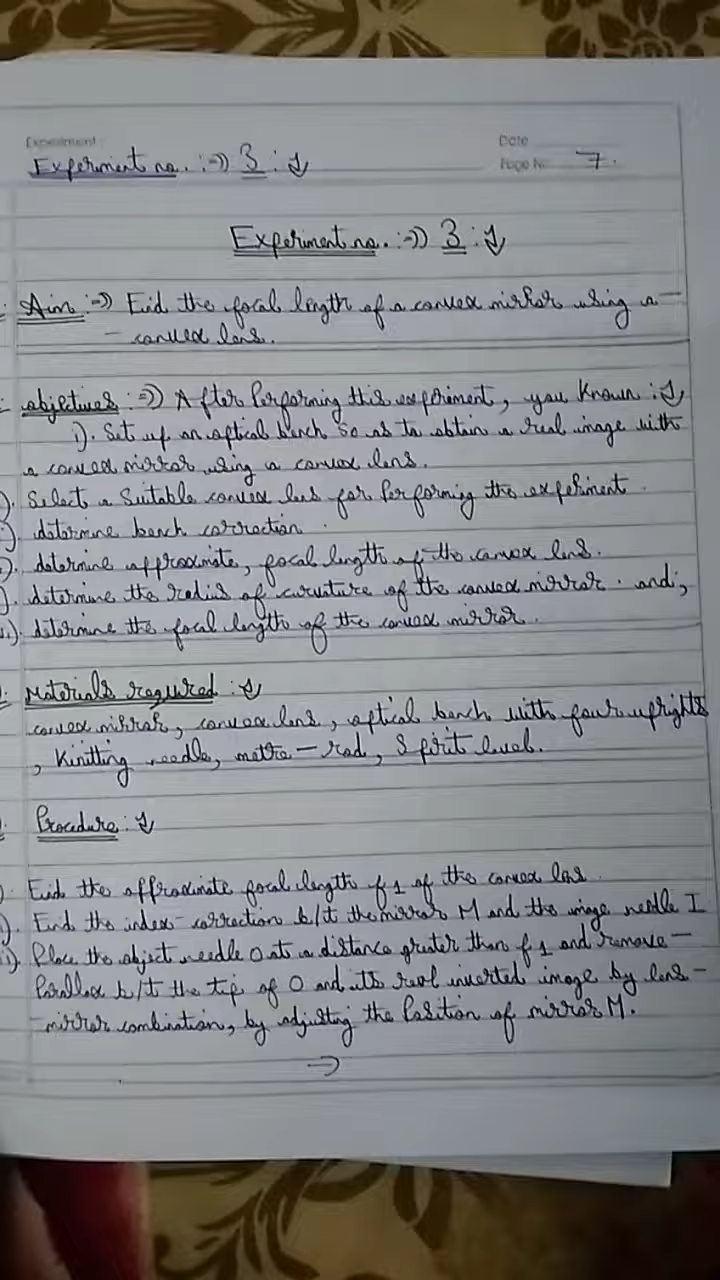 Experiment
Date
Experiment no. :⇒) 3 : ↓
Page No 7.
Experiment no. :⇒)) 3 : ↓
Aim :⇒) Find the focal length of a convex mirror using a -
- convex lens.
objectives :⇒)) After Performing this experiment, you Known : ↓
i). Set up an optical bench so as to obtain a real image with
a convex mirror using a convex lens.
). Select a Suitable convex lens for Performing the experiment.
). determine bench correction.
). determine approximate, focal length of the convex lens.
). determine the radis of curvature of the convex mirror. and;
). determine the focal length of the convex mirror.
Materials required : ↓
convex mirror, convex lens, optical bench with four uprights
, Kinitting needle, metre - rod, Spirit level.
Procedure : ↓
). Find the approximate focal length f1 of the convex lens.
). Find the index-correction b/t the mirror M and the image needle I
i). Place the object needle O at a distance greater than f1 and remove -
Parallax b/t the tip of O and its real inverted image by lens -
- mirror combination, by adjusting the Position of mirror M.
→